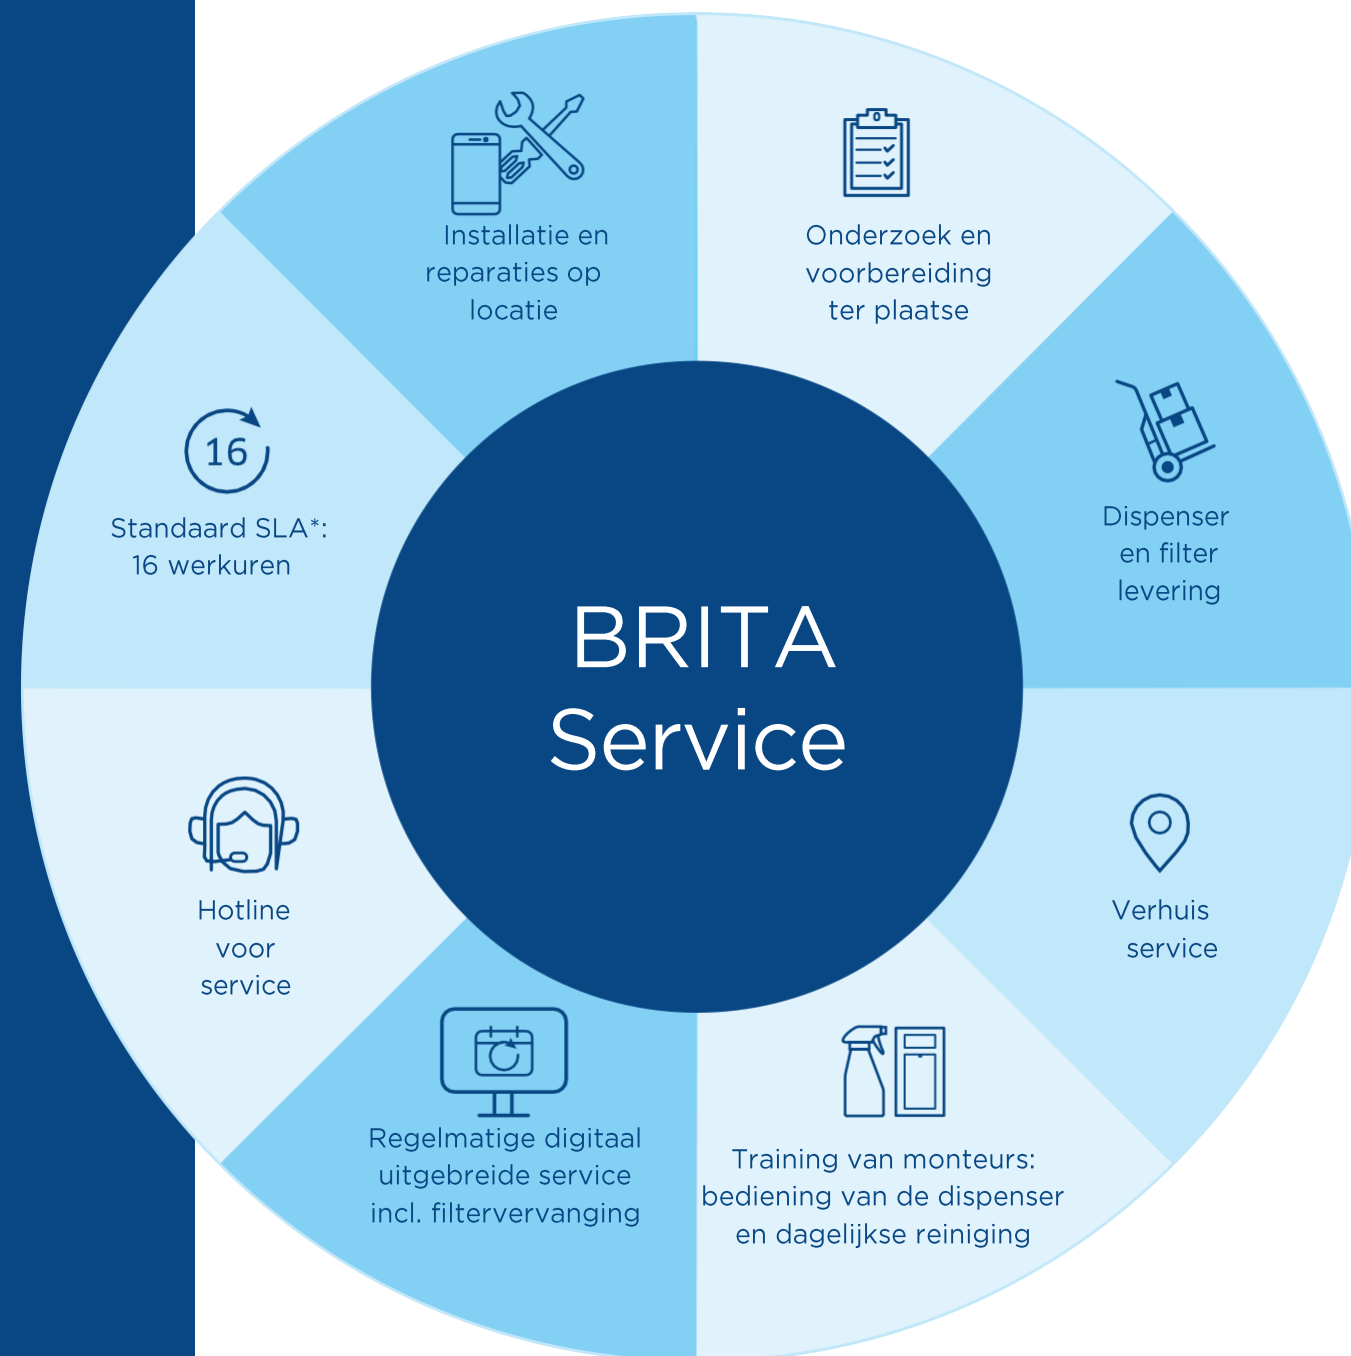 Installatie en
reparaties op
locatie
Onderzoek en
voorbereiding
ter plaatse
16
Standaard SLA*:
16 werkuren
Dispenser
en filter
levering
BRITA
Service
Hotline
voor
service
Verhuis
service
Regelmatige digitaal
uitgebreide service
incl. filtervervanging
Training van monteurs:
bediening van de dispenser
en dagelijkse reiniging